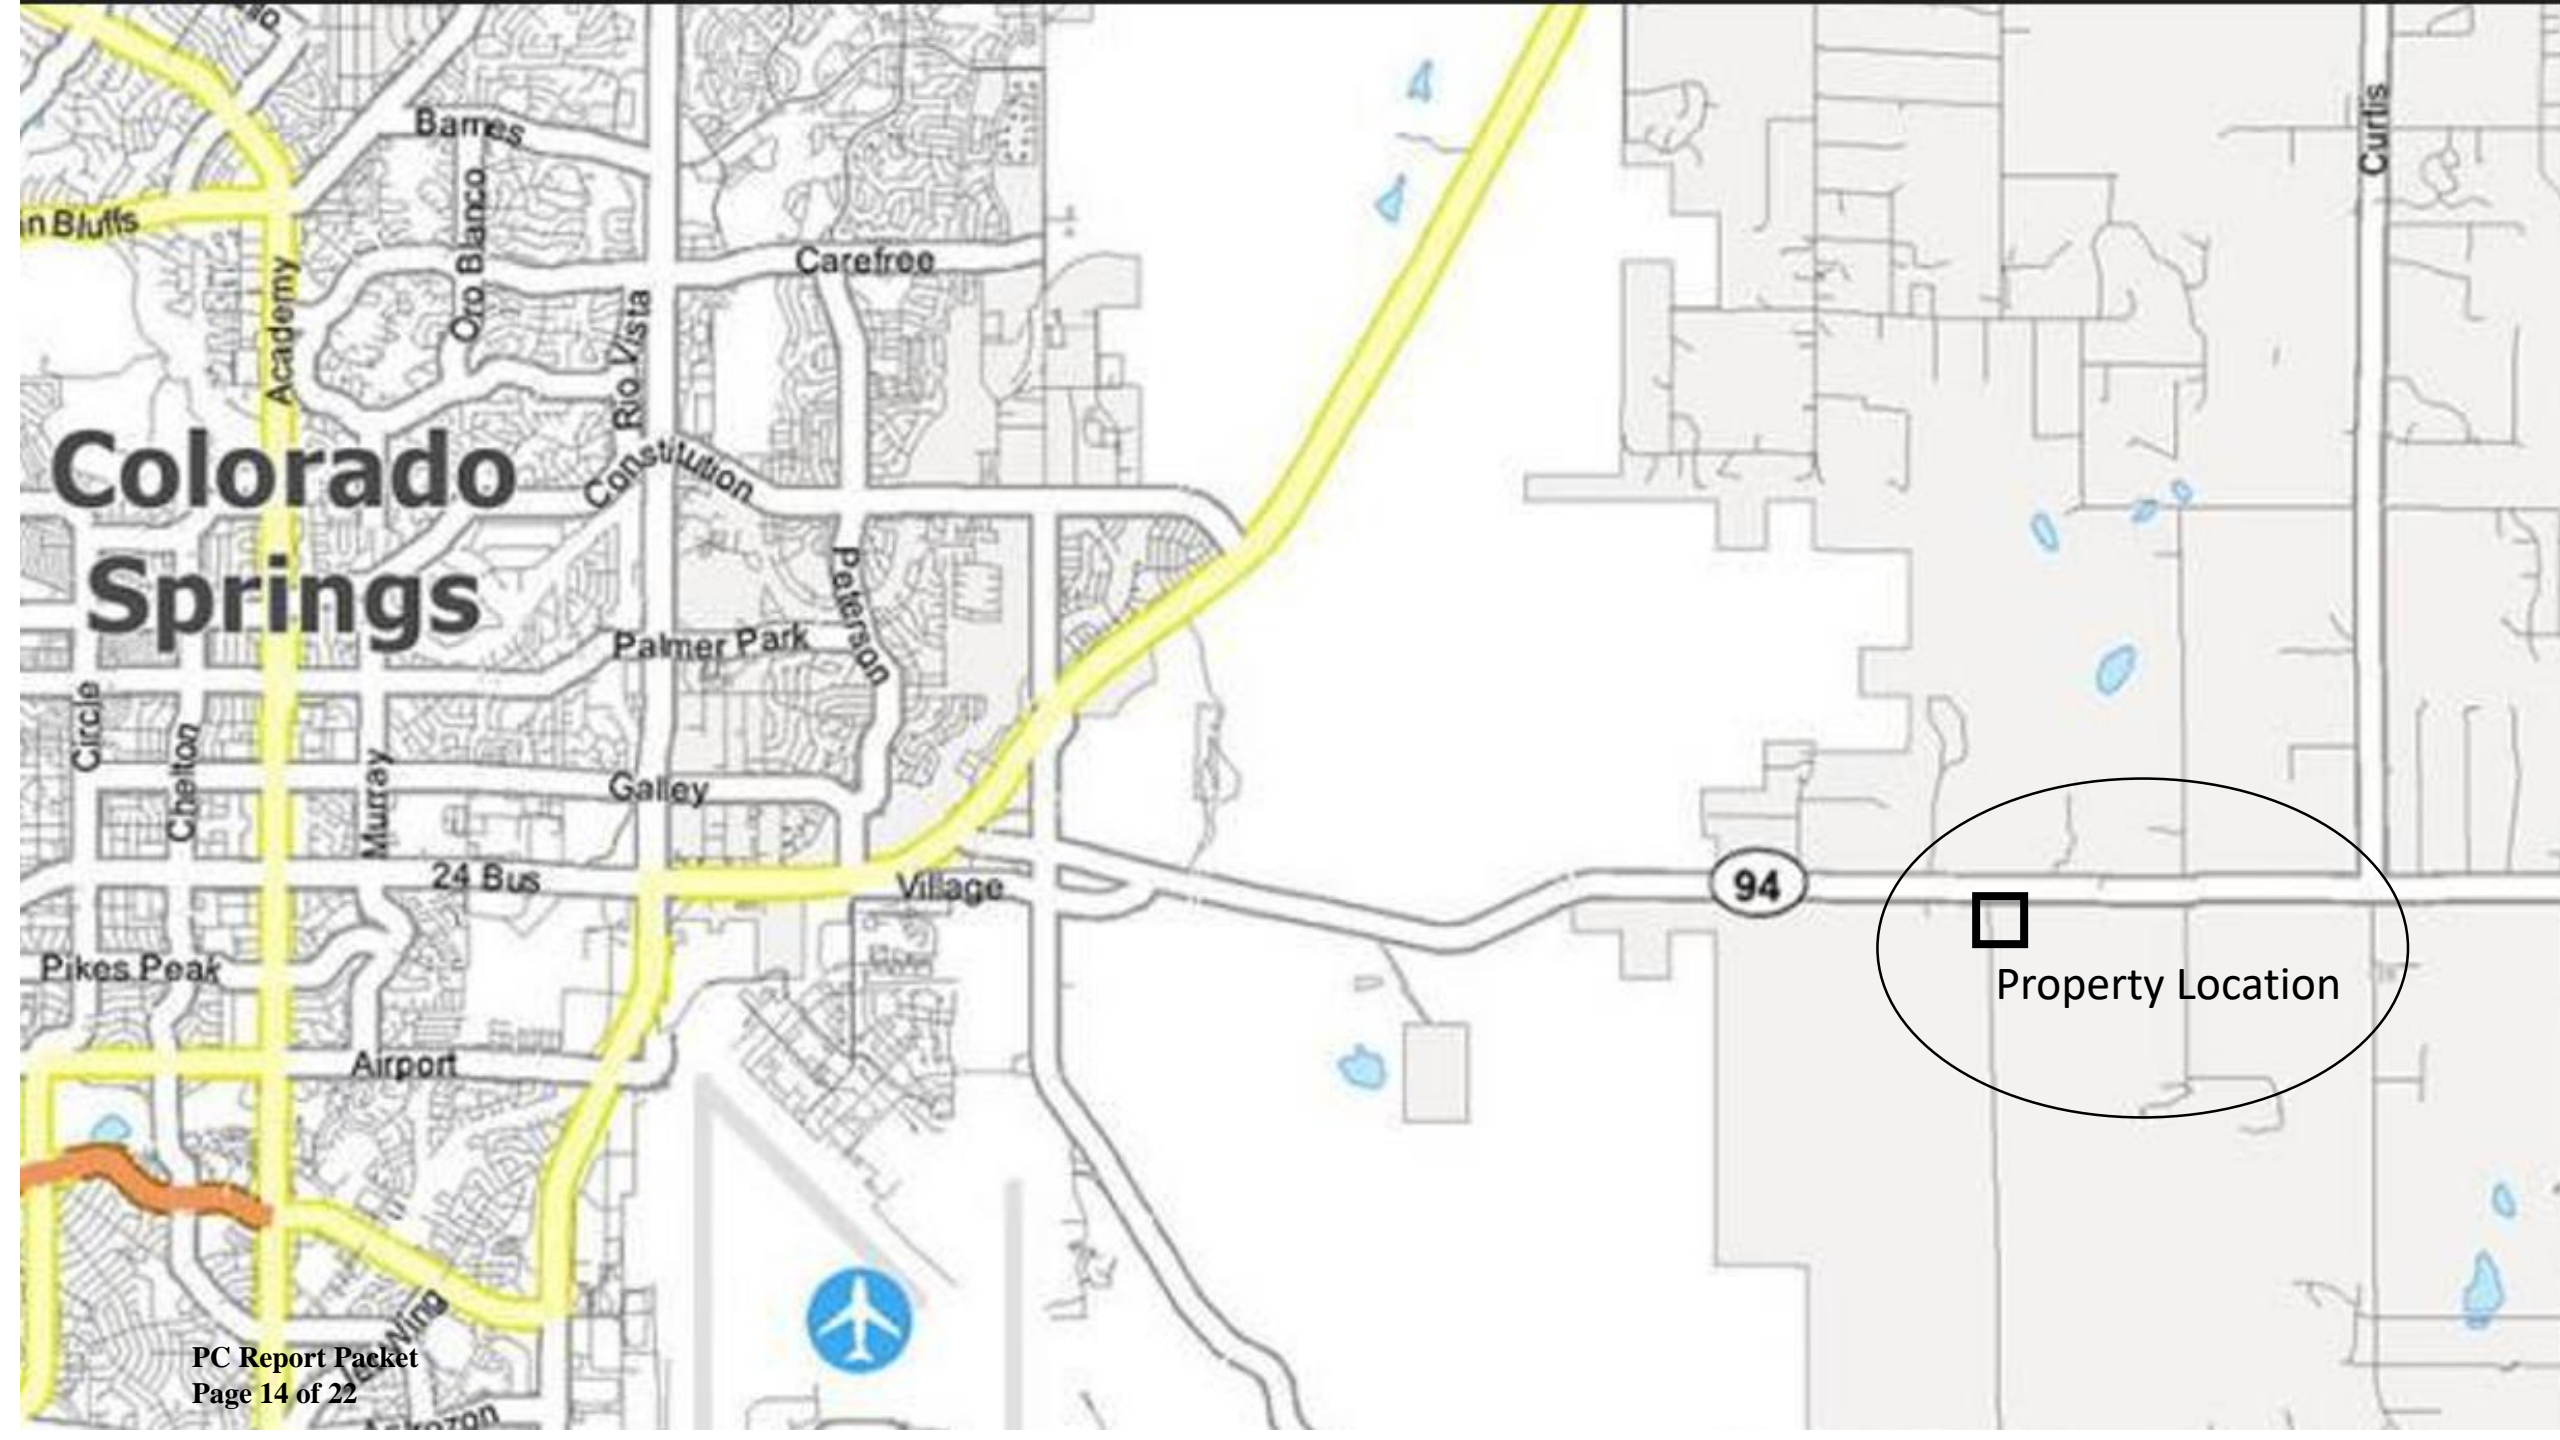 Barnes
Curtis
Oro Blanco
n Bluffs
Carefree
Academy
Rio Vista
Colorado
Springs
Constitution
Peterson
Palmer Park
Circle
Chelton
Murray
Galley
24 Bus
Village
94
Pikes Peak
Property Location
Airport
PC Report Packet
Page 14 of 22